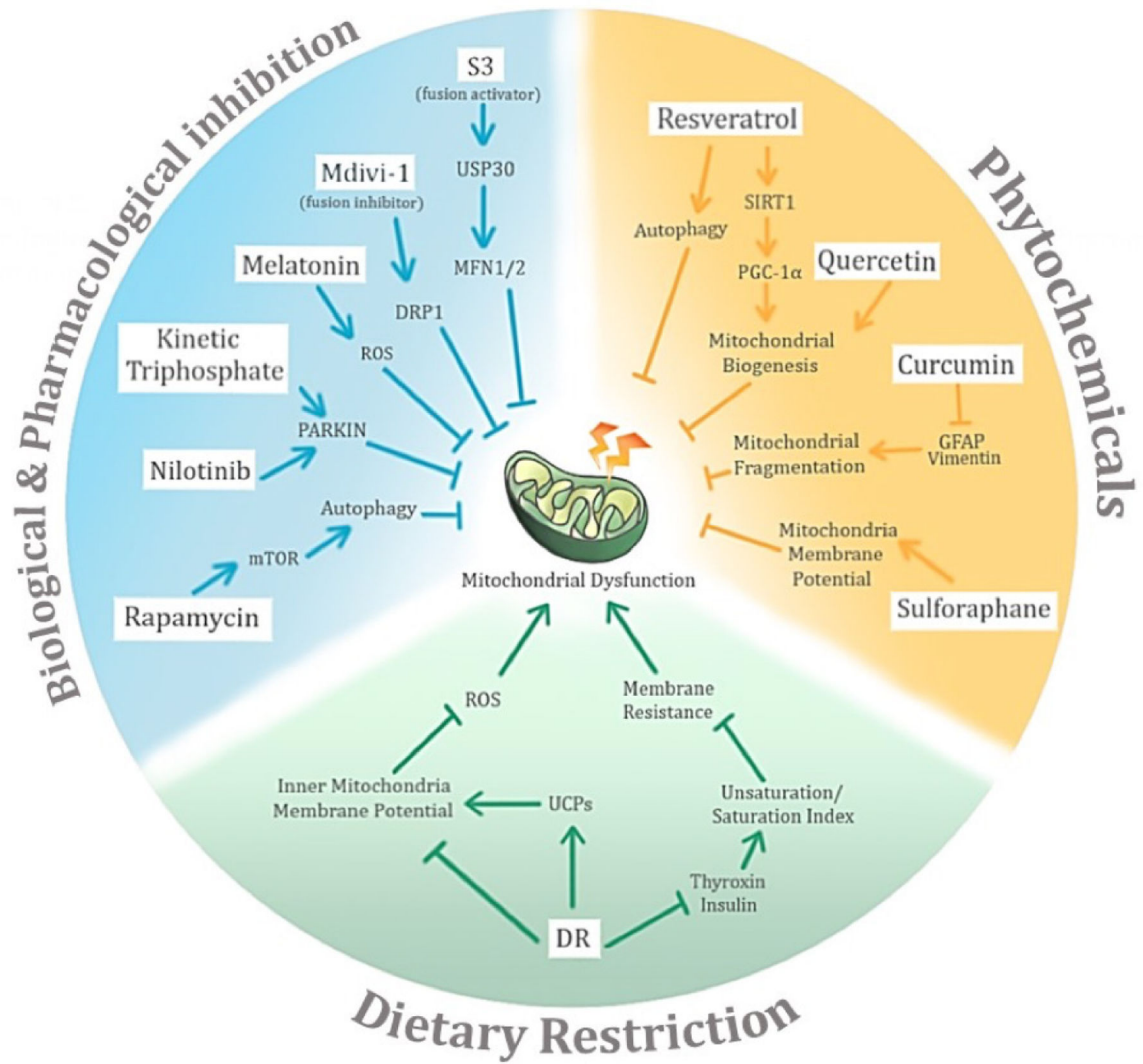 Biological & Pharmacological inhibition
S3
(fusion activator)
USP30
MFN1/2
Mdivi-1
(fusion inhibitor)
DRP1
Melatonin
ROS
Kinetic
Triphosphate
PARKIN
Nilotinib
Autophagy
mTOR
Rapamycin
Phytochemicals
Resveratrol
SIRT1
Autophagy
PGC-1α
Quercetin
Mitochondrial
Biogenesis
Curcumin
GFAP
Vimentin
Mitochondrial
Fragmentation
Mitochondria
Membrane
Potential
Sulforaphane
Mitochondrial Dysfunction
ROS
Membrane
Resistance
Inner Mitochondria
Membrane Potential
UCPs
Unsaturation/
Saturation Index
Thyroxin
Insulin
DR
Dietary Restriction